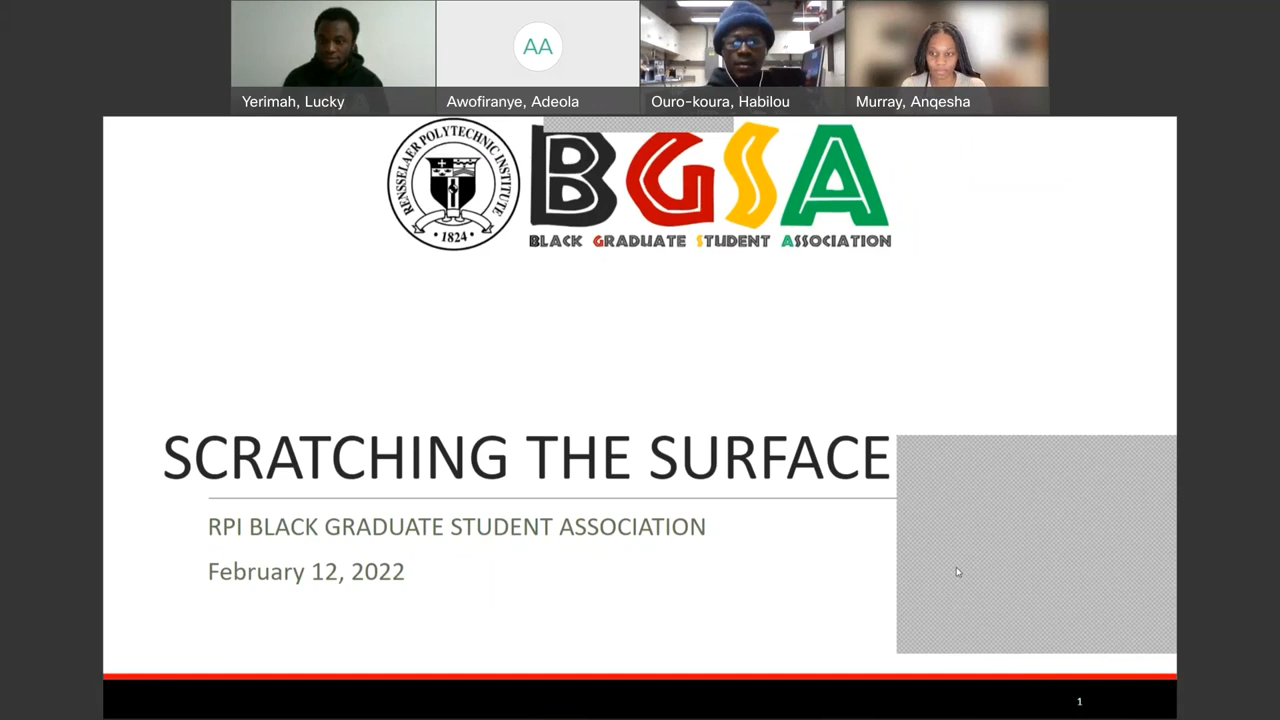 AA
Yerimah, Lucky
Awofiranye, Adeola
Ouro-koura, Habilou
Murray, Anqesha
RENSSELAER POLYTECHNIC INSTITUTE
1824
BGSA
BLACK GRADUATE STUDENT ASSOCIATION
SCRATCHING THE SURFACE
RPI BLACK GRADUATE STUDENT ASSOCIATION
February 12, 2022
1